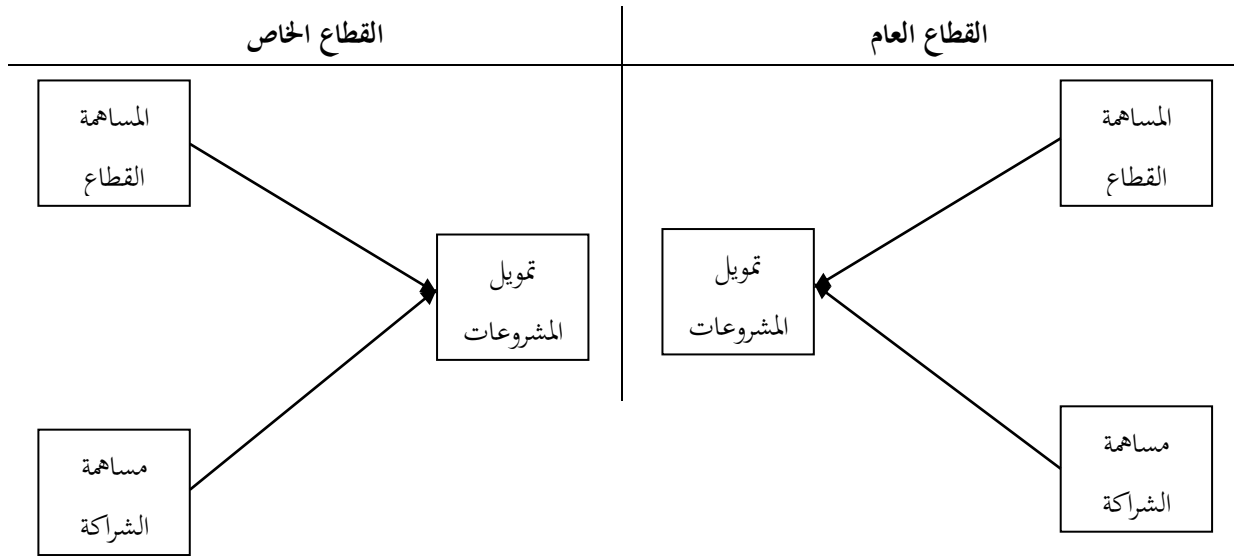 القطاع العام
القطاع الخاص
المساهمة
القطاع
المساهمة
القطاع
تمويل
المشروعات
تمويل
المشروعات
مساهمة
الشراكة
مساهمة
الشراكة